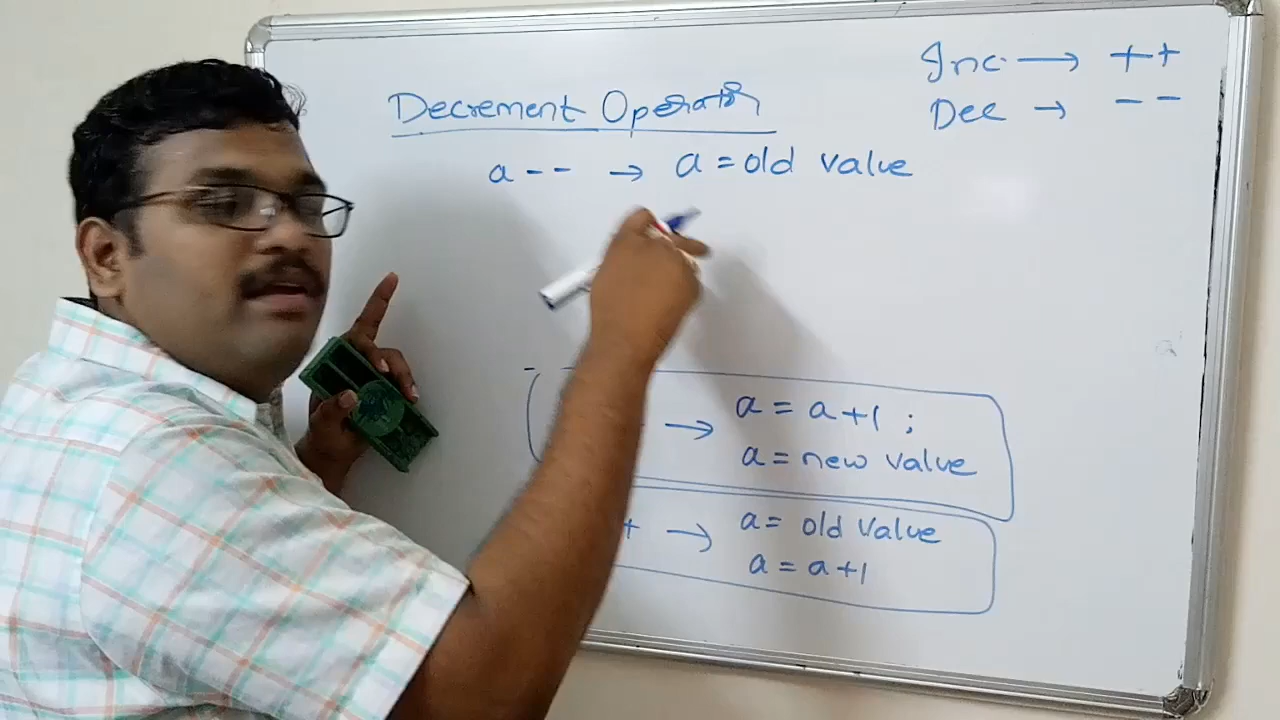 Inc → ++
Dec → --
Decrement Operator
a-- → a = old value
→ a = a+1 ;
a = new value
+ → a = old value
a = a+1